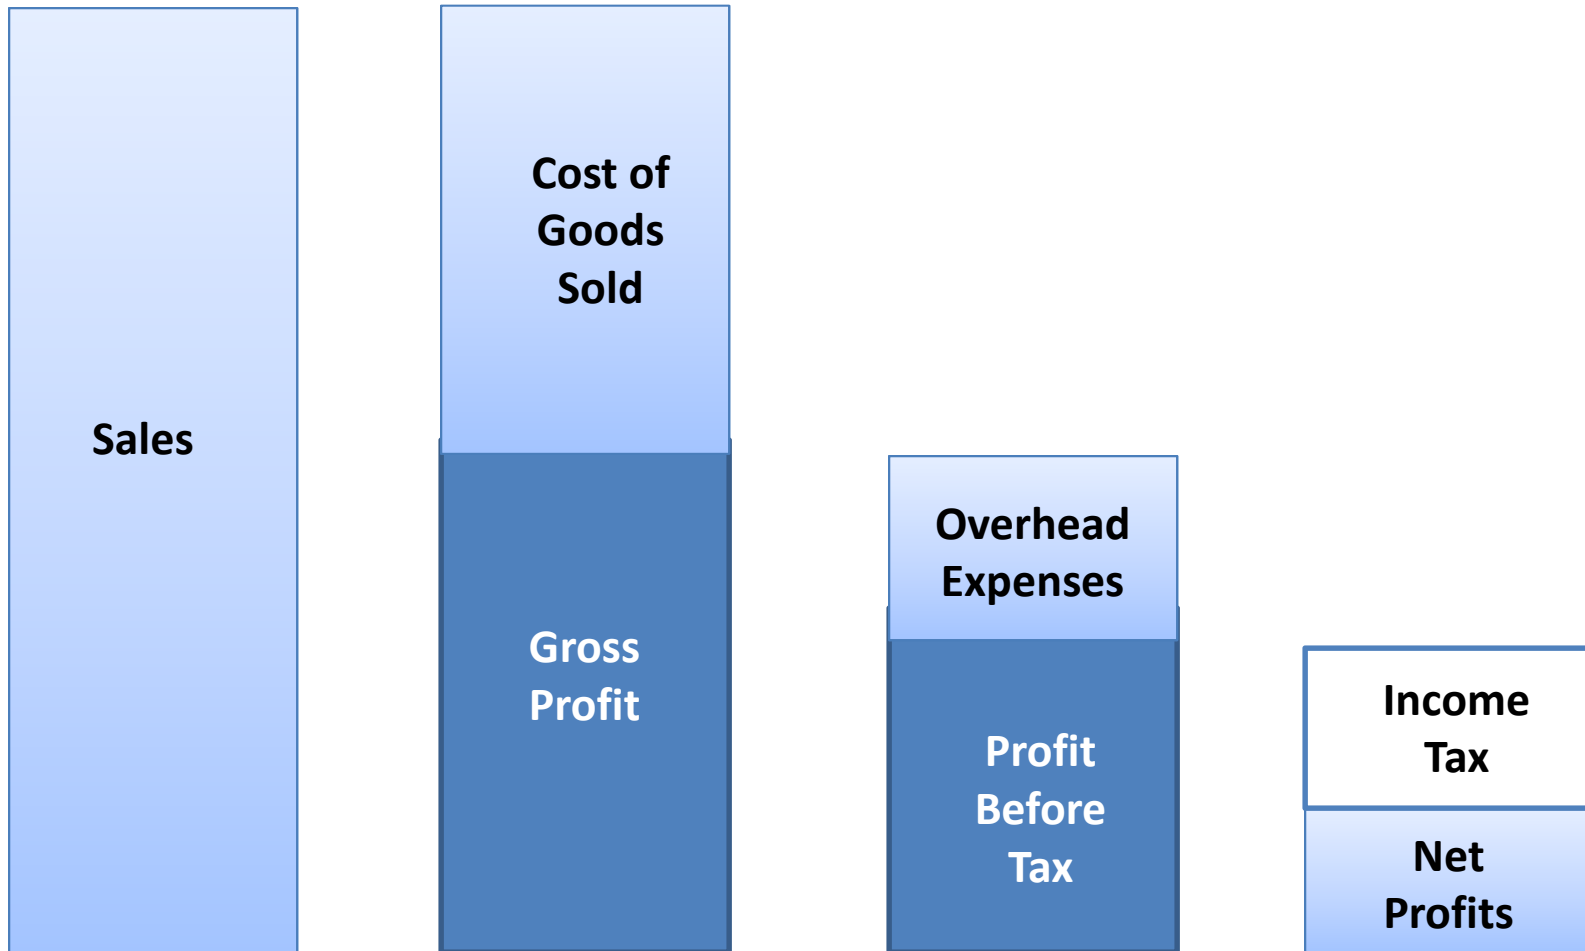 Sales
Cost of
Goods
Sold
Gross
Profit
Overhead
Expenses
Profit
Before
Tax
Income
Tax
Net
Profits